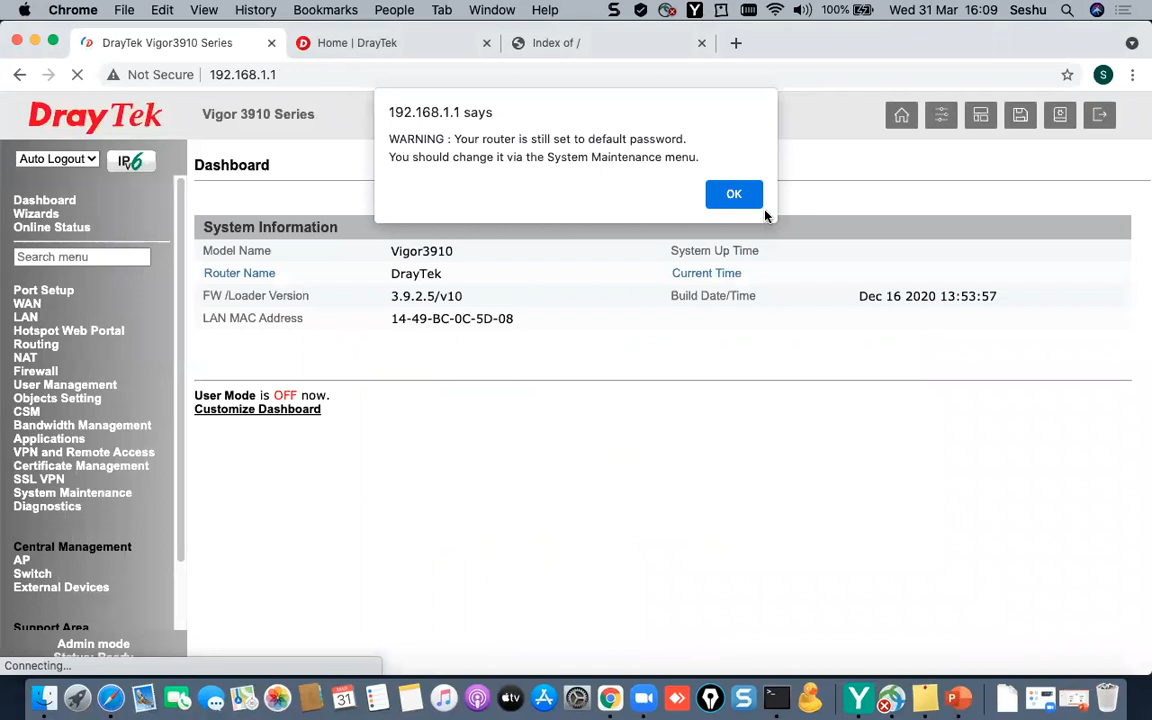 Chrome File Edit View History Bookmarks People Tab Window Help 100% Wed 31 Mar 16:09 Seshu
DrayTek Vigor3910 Series Home | DrayTek Index of /
Not Secure 192.168.1.1 S
192.168.1.1 says
WARNING : Your router is still set to default password.
You should change it via the System Maintenance menu.
OK
DrayTek Vigor 3910 Series
Auto Logout IPv6
Dashboard
Dashboard
Wizards
Online Status
Search menu
Port Setup
WAN
LAN
Hotspot Web Portal
Routing
NAT
Firewall
User Management
Objects Setting
CSM
Bandwidth Management
Applications
VPN and Remote Access
Certificate Management
SSL VPN
System Maintenance
Diagnostics
Central Management
AP
Switch
External Devices
Support Area
Admin mode
Status: Ready
Connecting...
System Information
Model Name Vigor3910 System Up Time
Router Name DrayTek Current Time
FW /Loader Version 3.9.2.5/v10 Build Date/Time Dec 16 2020 13:53:57
LAN MAC Address 14-49-BC-0C-5D-08
User Mode is OFF now.
Customize Dashboard